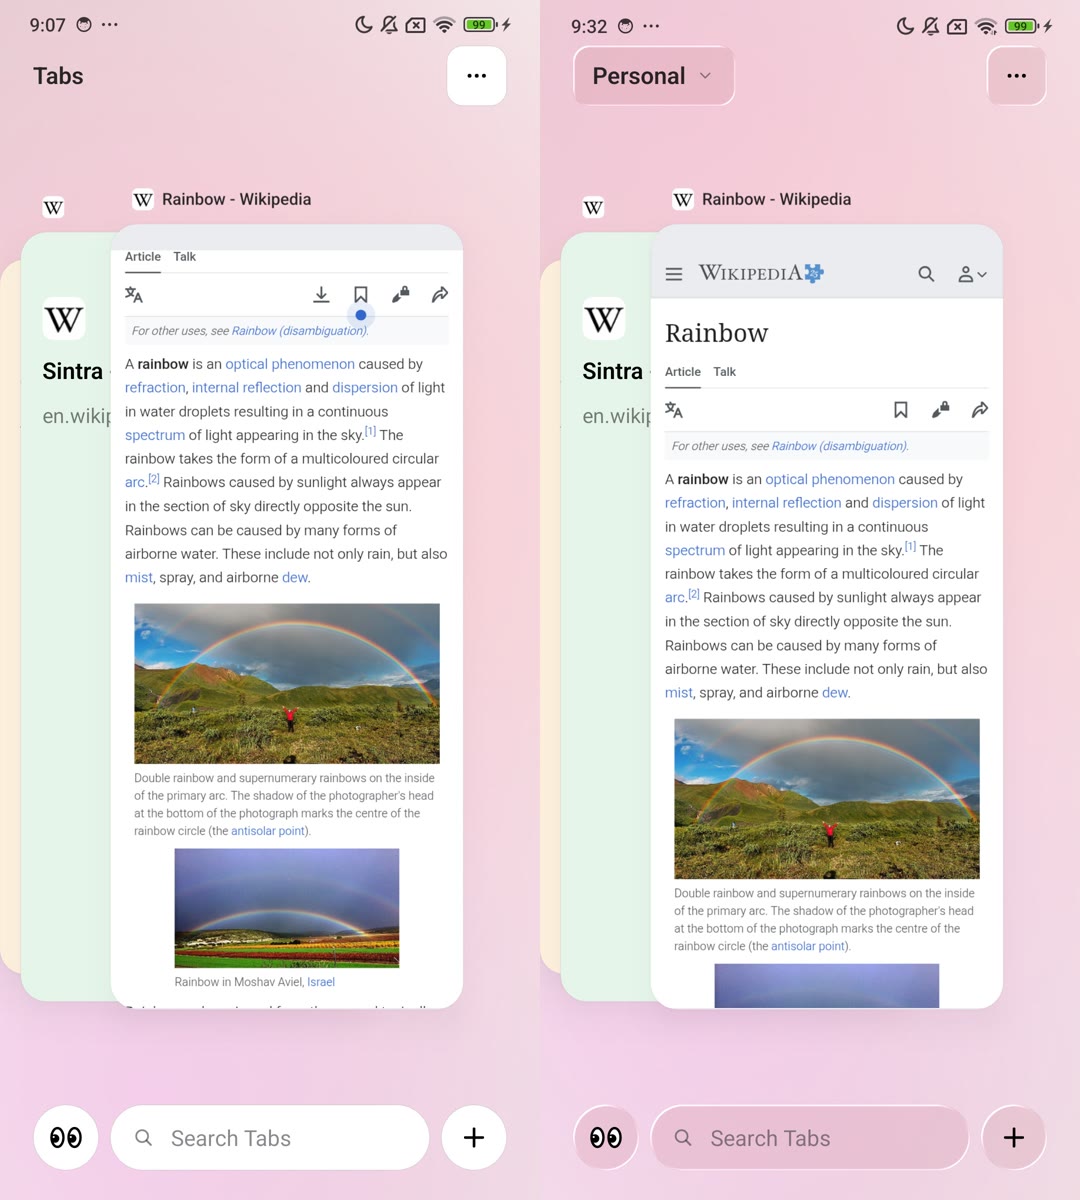 9:07
99
Tabs
Rainbow - Wikipedia
Sintra
en.wikip
Article Talk
For other uses, see Rainbow (disambiguation).
A rainbow is an optical phenomenon caused by
refraction, internal reflection and dispersion of light
in water droplets resulting in a continuous
spectrum of light appearing in the sky.[1] The
rainbow takes the form of a multicoloured circular
arc.[2] Rainbows caused by sunlight always appear
in the section of sky directly opposite the sun.
Rainbows can be caused by many forms of
airborne water. These include not only rain, but also
mist, spray, and airborne dew.
Double rainbow and supernumerary rainbows on the inside
of the primary arc. The shadow of the photographer's head
at the bottom of the photograph marks the centre of the
rainbow circle (the antisolar point).
Rainbow in Moshav Aviel, Israel
Search Tabs
9:32
99
Personal
Rainbow - Wikipedia
Sintra
en.wikip
WIKIPEDIA
Rainbow
Article Talk
For other uses, see Rainbow (disambiguation).
A rainbow is an optical phenomenon caused by
refraction, internal reflection and dispersion of light
in water droplets resulting in a continuous
spectrum of light appearing in the sky.[1] The
rainbow takes the form of a multicoloured circular
arc.[2] Rainbows caused by sunlight always appear
in the section of sky directly opposite the sun.
Rainbows can be caused by many forms of
airborne water. These include not only rain, but also
mist, spray, and airborne dew.
Double rainbow and supernumerary rainbows on the inside
of the primary arc. The shadow of the photographer's head
at the bottom of the photograph marks the centre of the
rainbow circle (the antisolar point).
Search Tabs